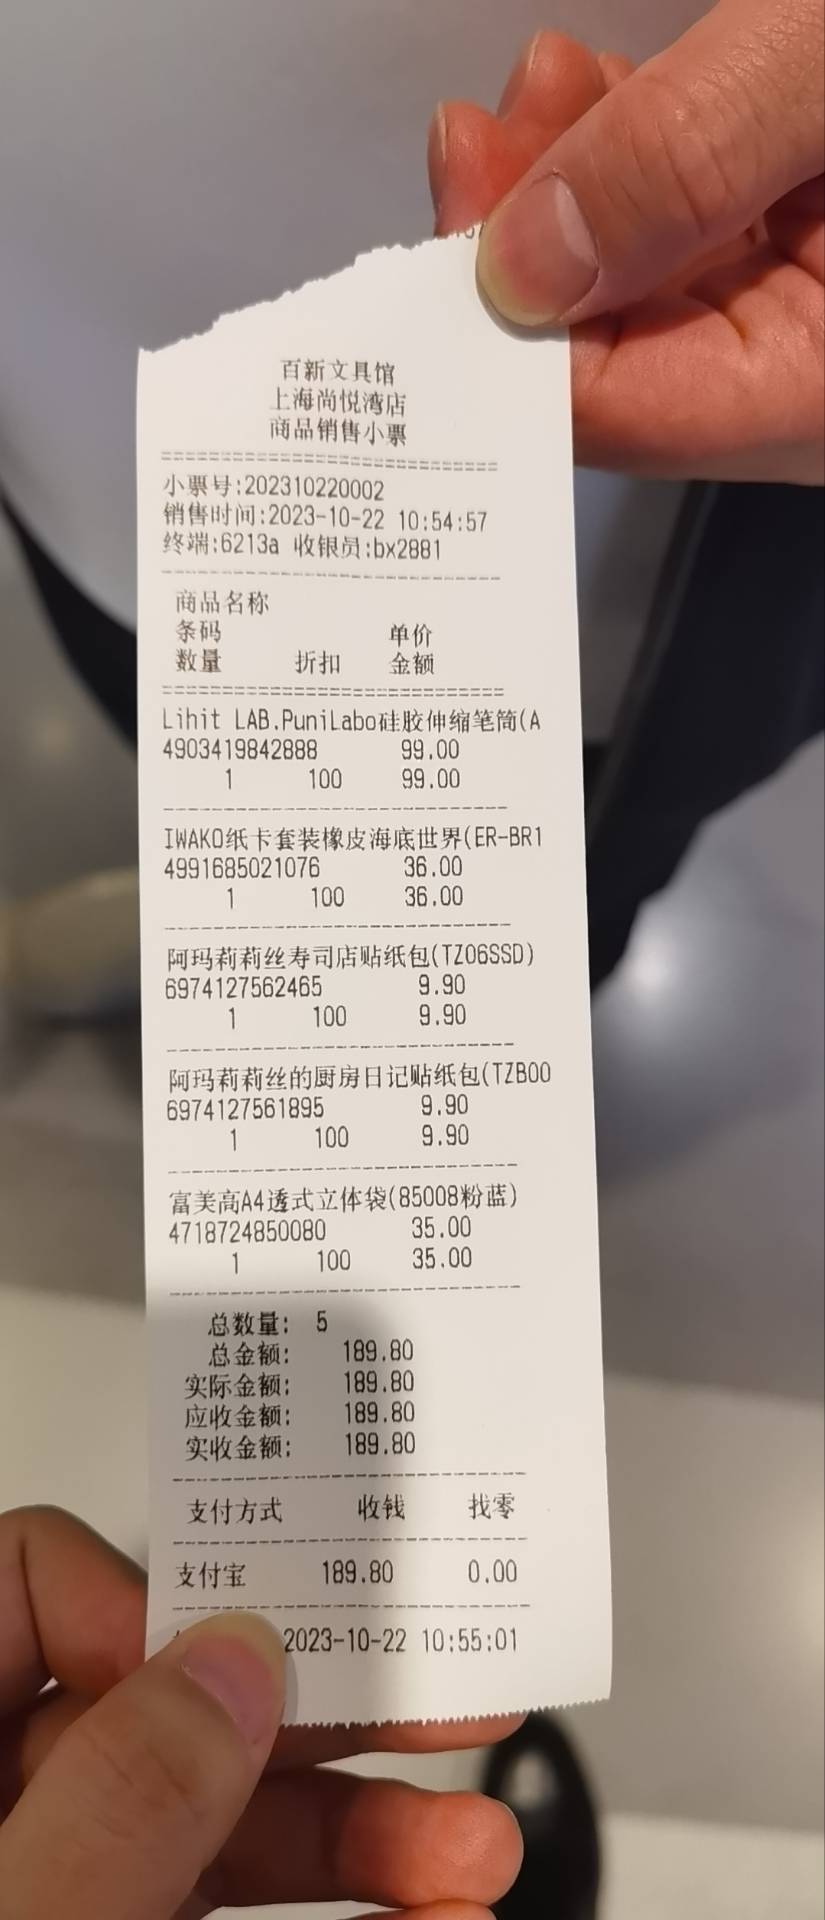 百新文具馆
上海尚悦湾店
商品销售小票
小票号:202310220002
销售时间:2023-10-22 10:54:57
终端:6213a 收银员:bx2881
商品名称
条码 单价
数量 折扣 金额
Lihit LAB.PuniLabo硅胶伸缩笔筒(A
4903419842888 99.00
1 100 99.00
IWAKO纸卡套装橡皮海底世界(ER-BR1
4991685021076 36.00
1 100 36.00
阿玛莉莉丝寿司店贴纸包(TZ06SSD)
6974127562465 9.90
1 100 9.90
阿玛莉莉丝的厨房日记贴纸包(TZB00
6974127561895 9.90
1 100 9.90
富美高A4透式立体袋(85008粉蓝)
4718724850080 35.00
1 100 35.00
总数量: 5
总金额: 189.80
实际金额: 189.80
应收金额: 189.80
实收金额: 189.80
支付方式 收钱 找零
支付宝 189.80 0.00
2023-10-22 10:55:01